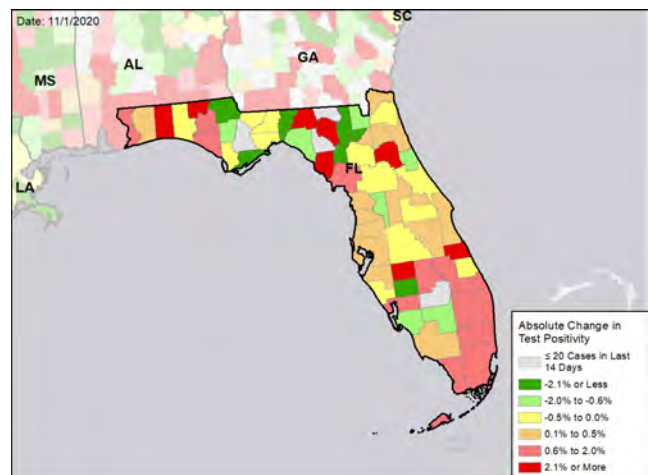 Date: 11/1/2020
SC
AL
GA
MS
FL
LA
Absolute Change in
Test Positivity
≤ 20 Cases in Last
14 Days
-2.1% or Less
-2.0% to -0.6%
-0.5% to 0.0%
0.1% to 0.5%
0.6% to 2.0%
2.1% or More